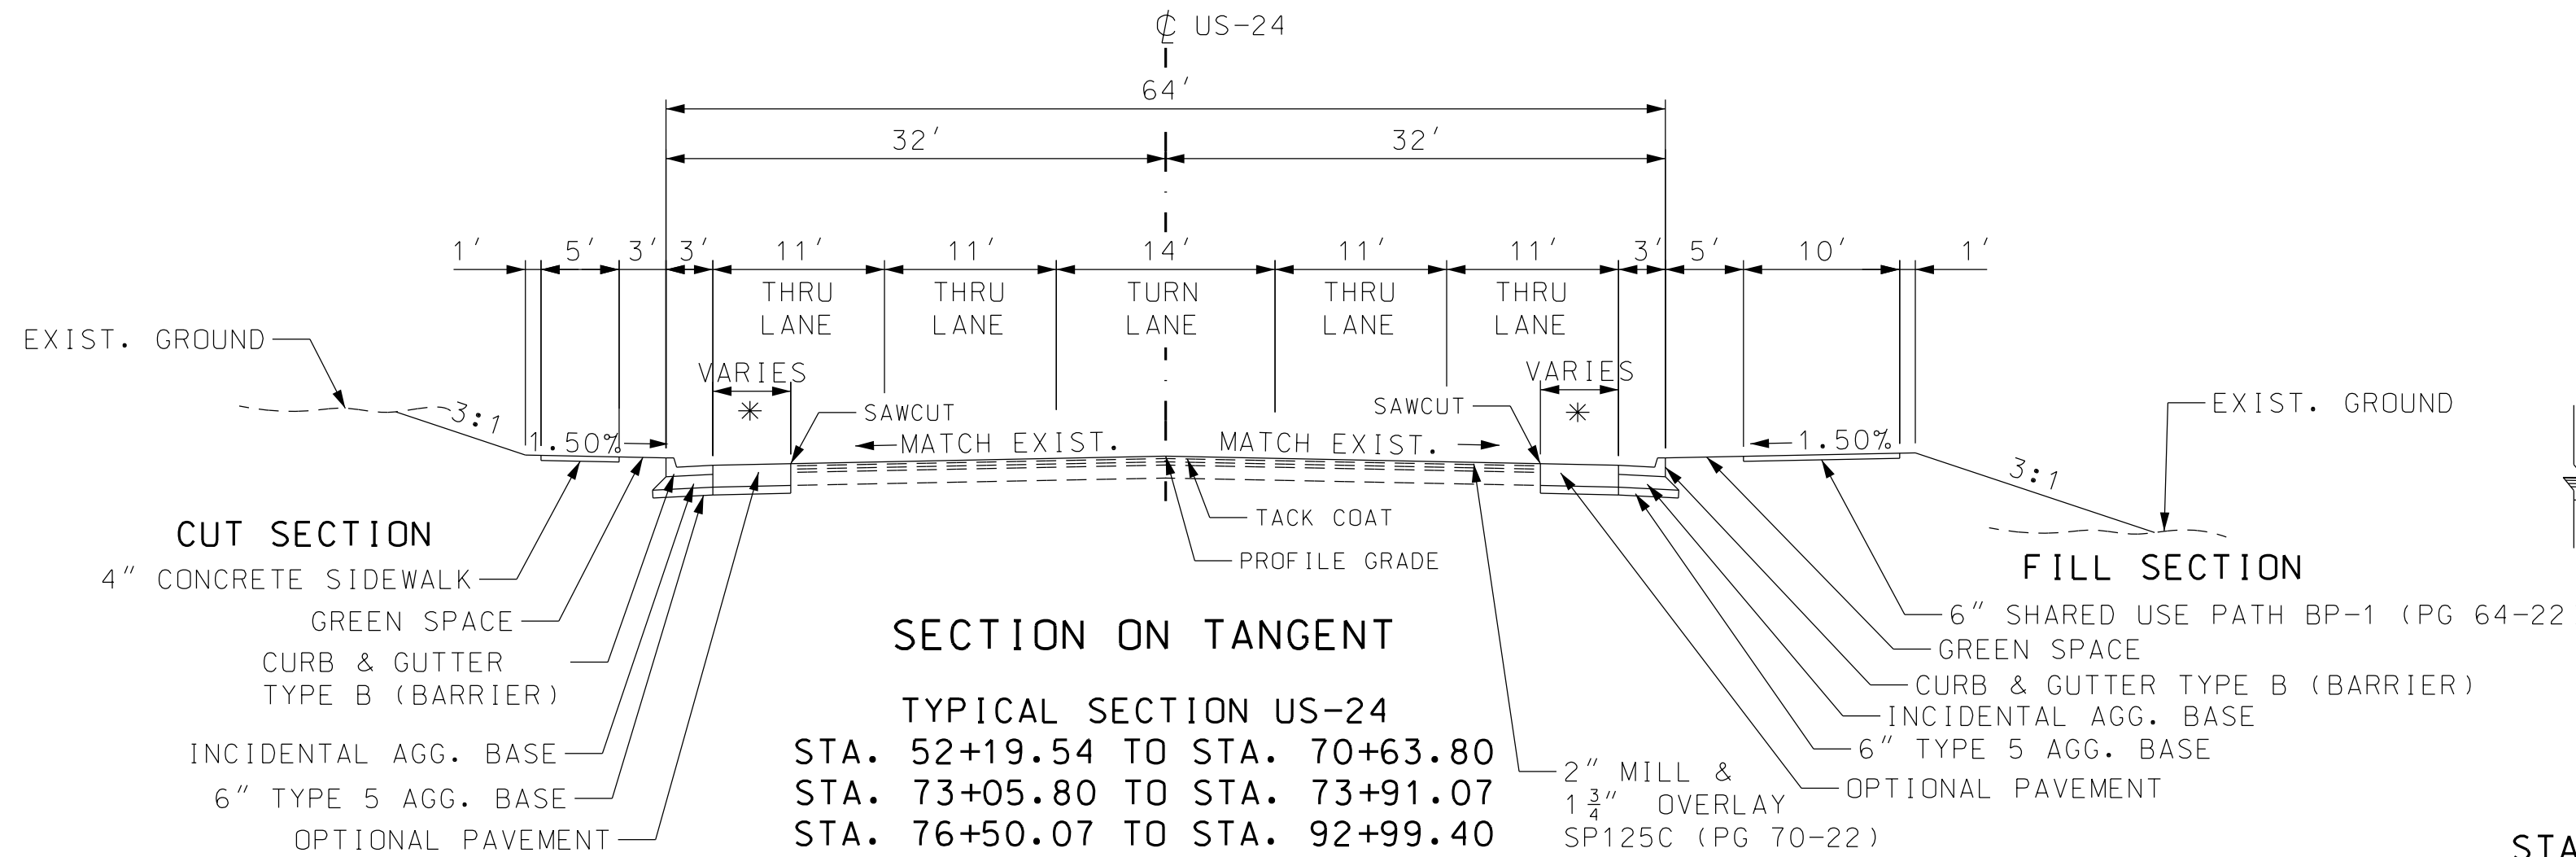 ℄ US-24
64'
32' 32'
1' 5' 3' 3' 11' 11' 14' 11' 11' 3' 5' 10' 1'
THRU LANE
THRU LANE
TURN LANE
THRU LANE
THRU LANE
EXIST. GROUND
VARIES
*
VARIES
*
SAWCUT
SAWCUT
EXIST. GROUND
3:1
1.50%
MATCH EXIST.
MATCH EXIST.
1.50%
3:1
TACK COAT
PROFILE GRADE
CUT SECTION
4" CONCRETE SIDEWALK
GREEN SPACE
CURB & GUTTER
TYPE B (BARRIER)
INCIDENTAL AGG. BASE
6" TYPE 5 AGG. BASE
OPTIONAL PAVEMENT
SECTION ON TANGENT
TYPICAL SECTION US-24
STA. 52+19.54 TO STA. 70+63.80
STA. 73+05.80 TO STA. 73+91.07
STA. 76+50.07 TO STA. 92+99.40
2" MILL &
1 3/4" OVERLAY
SP125C (PG 70-22)
FILL SECTION
6" SHARED USE PATH BP-1 (PG 64-22
GREEN SPACE
CURB & GUTTER TYPE B (BARRIER)
INCIDENTAL AGG. BASE
6" TYPE 5 AGG. BASE
OPTIONAL PAVEMENT
STA